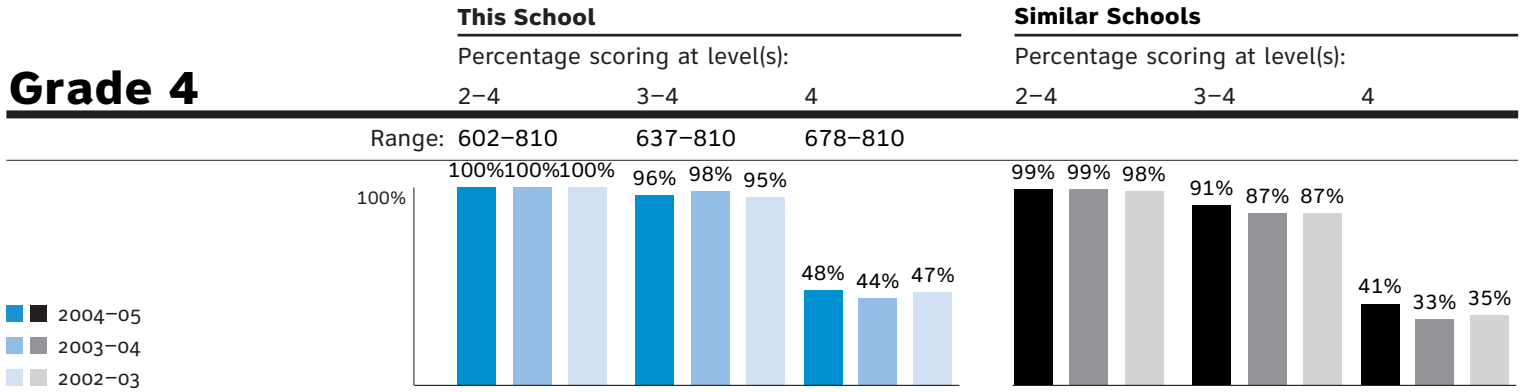 This School Similar Schools
Percentage scoring at level(s): Percentage scoring at level(s):
Grade 4 2–4 3–4 4 2–4 3–4 4
Range: 602–810 637–810 678–810
100% 100% 100% 96% 98% 95% 48% 44% 47% 99% 99% 98% 91% 87% 87% 41% 33% 35%
100%
2004–05
2003–04
2002–03